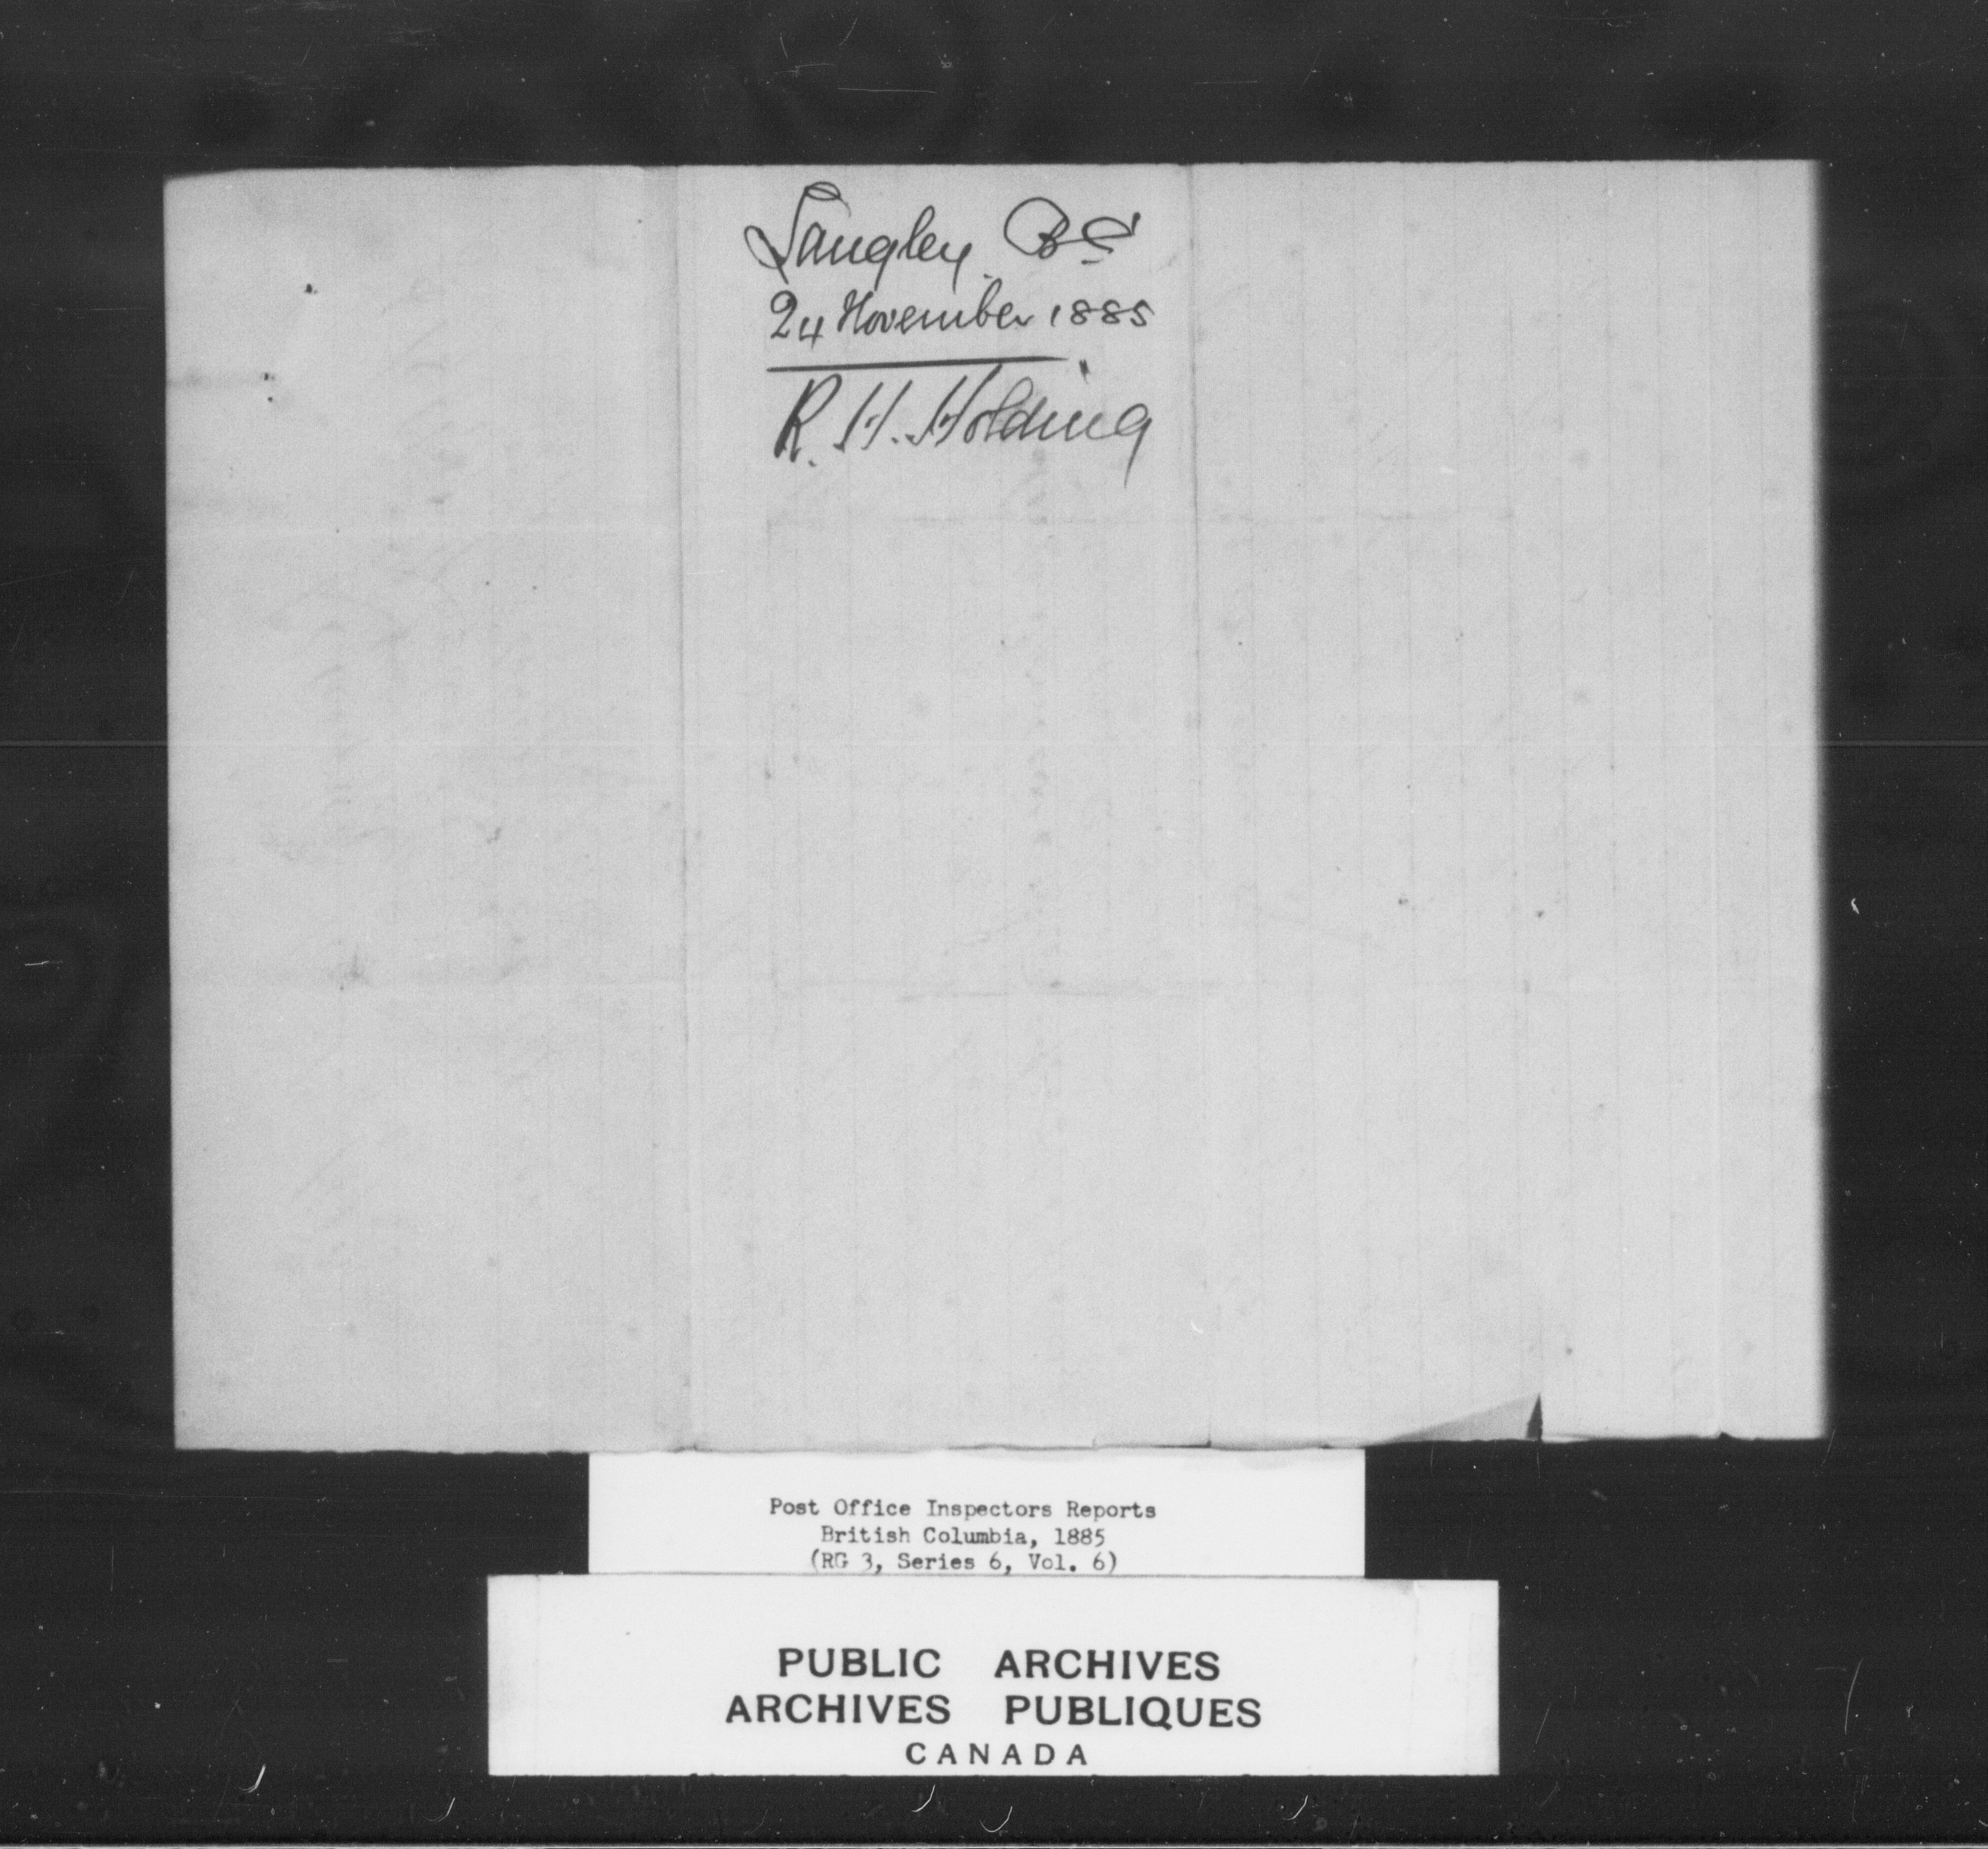 Langley BC
24 November 1885
R. H. Holding
Post Office Inspectors Reports
British Columbia, 1885
(RG 3, Series 6, Vol. 6)
PUBLIC ARCHIVES
ARCHIVES PUBLIQUES
CANADA